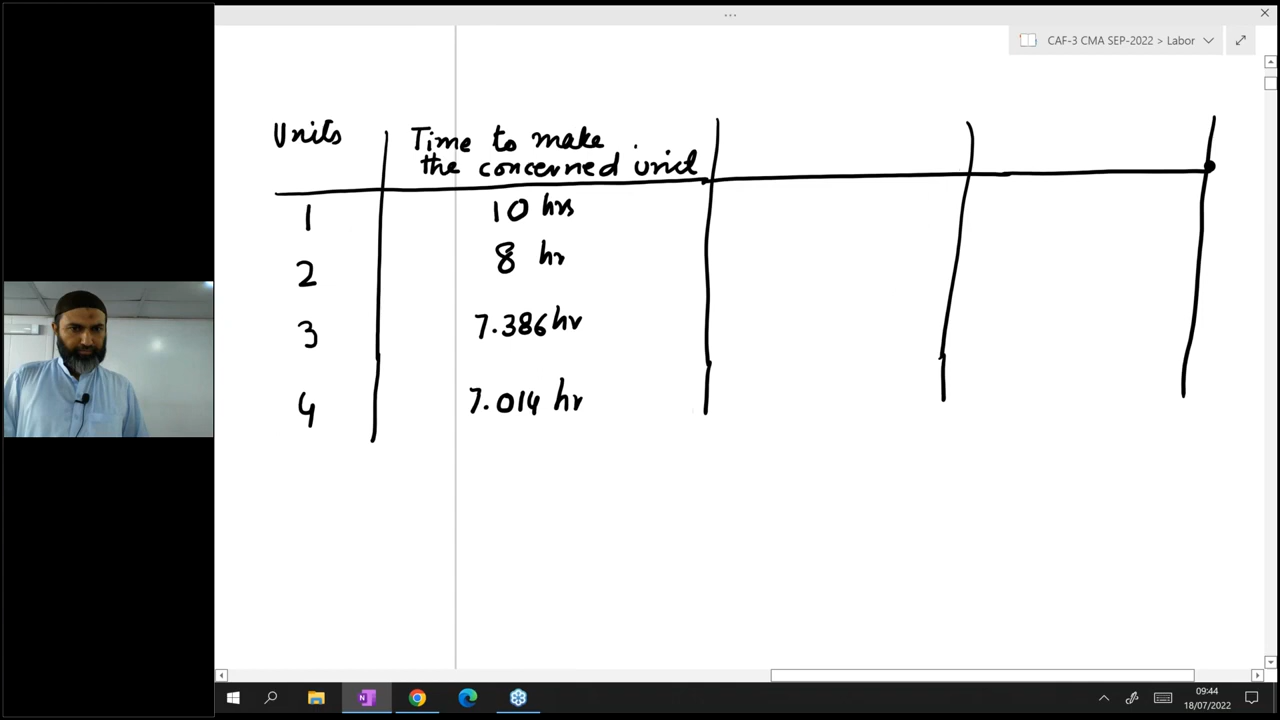 CAF-3 CMA SEP-2022 > Labor
Units
Time to make
the concerned unit
1
10 hrs
2
8 hr
3
7.386 hr
4
7.014 hr
09:44
18/07/2022